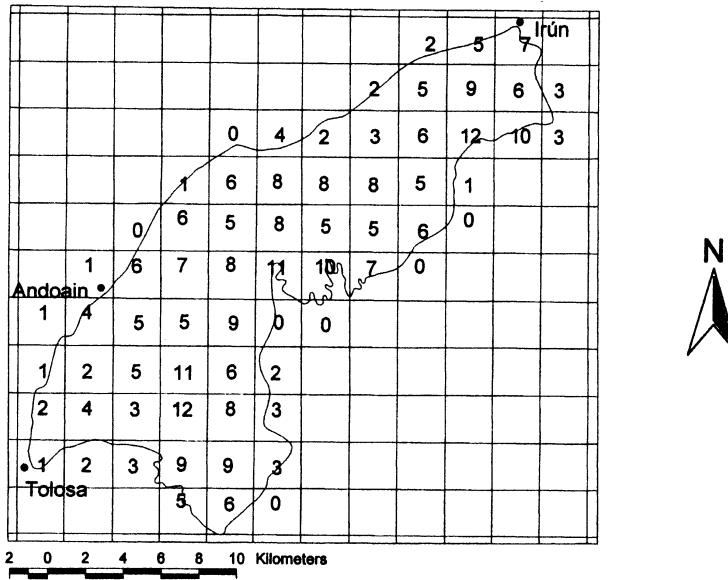 2 5 7 Irún
2 5 9 6 3
0 4 2 3 6 12 10 3
1 6 8 8 8 5 1
0 6 5 8 5 5 6 0
1 6 7 8 11 10 7 0
Andoain
1 4 5 5 9 0 0
1 2 5 11 6 2
2 4 3 12 8 3
1 2 3 9 9 3
Tolosa
5 6 0
2 0 2 4 6 8 10 Kilometers
N